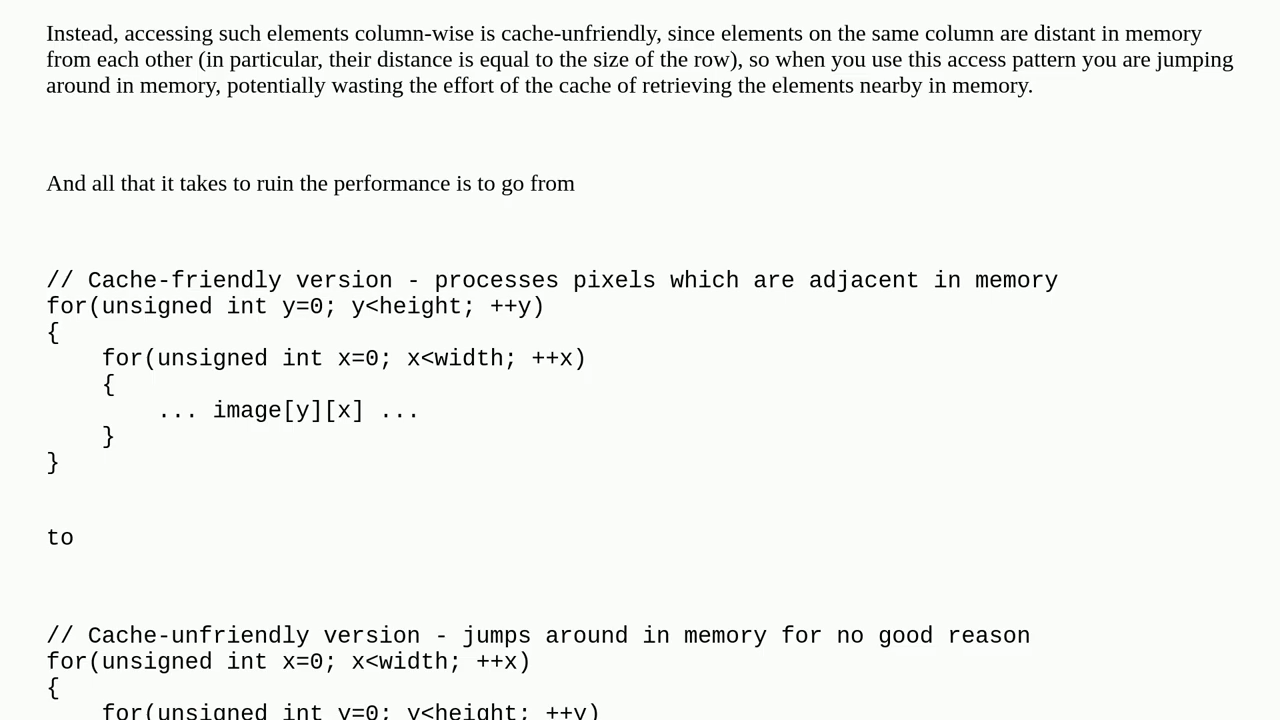 Instead, accessing such elements column-wise is cache-unfriendly, since elements on the same column are distant in memory
from each other (in particular, their distance is equal to the size of the row), so when you use this access pattern you are jumping
around in memory, potentially wasting the effort of the cache of retrieving the elements nearby in memory.
And all that it takes to ruin the performance is to go from
// Cache-friendly version - processes pixels which are adjacent in memory
for(unsigned int y=0; y<height; ++y)
{
    for(unsigned int x=0; x<width; ++x)
    {
        ... image[y][x] ...
    }
}
to
// Cache-unfriendly version - jumps around in memory for no good reason
for(unsigned int x=0; x<width; ++x)
{
    for(unsigned int y=0; y<height; ++y)